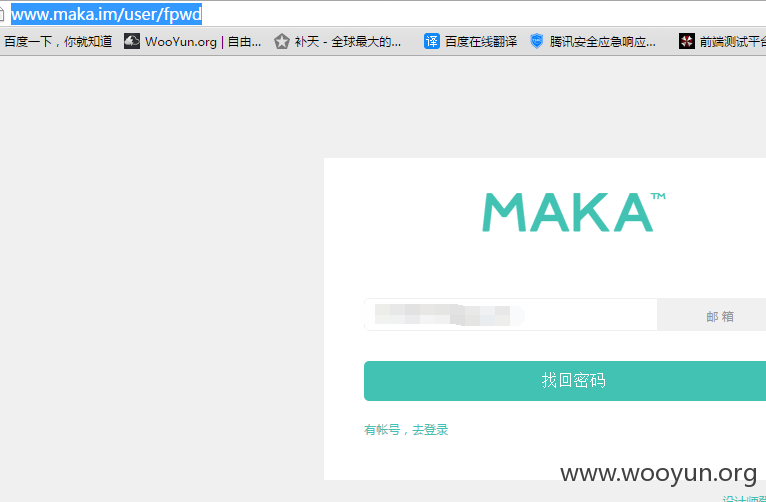 www.maka.im/user/fpwd
百度一下，你就知道 WooYun.org | 自由... 补天 - 全球最大的... 译 百度在线翻译 腾讯安全应急响应... 前端测试平台
MAKA™
邮 箱
找回密码
有帐号，去登录
www.wooyun.org